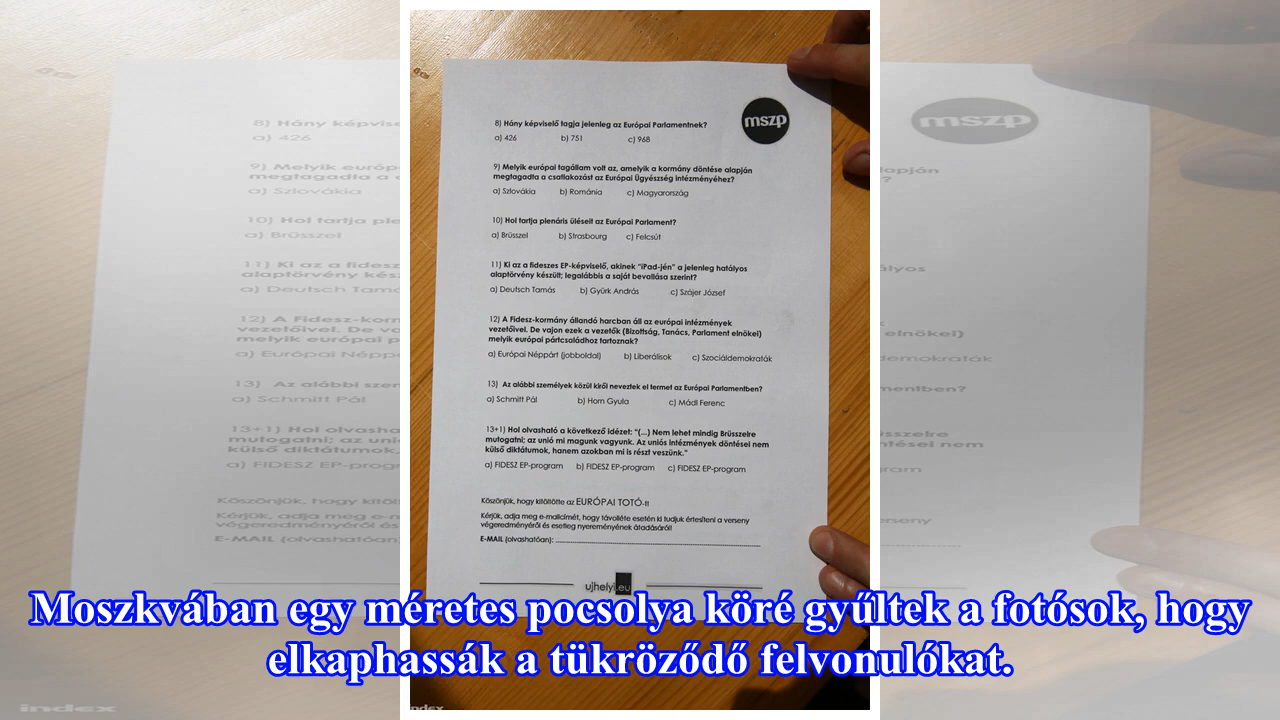 mszp
8) Hány képviselő tagja jelenleg az Európai Parlamentnek?
a) 426 b) 751 c) 968
9) Melyik európai tagállam volt az, amelyik a kormány döntése alapján
megtagadta a csatlakozást az Európai Ügyészség intézményéhez?
a) Szlovákia b) Románia c) Magyarország
10) Hol tartja plenáris üléseit az Európai Parlament?
a) Brüsszel b) Strasbourg c) Felcsút
11) Ki az a fideszes EP-képviselő, akinek "iPad-jén" a jelenleg hatályos
alaptörvény készült; legalábbis a saját bevallása szerint?
a) Deutsch Tamás b) Gyürk András c) Szájer József
12) A Fidesz-kormány állandó harcban áll az európai intézmények
vezetőivel. De vajon ezek a vezetők (Bizottság, Tanács, Parlament elnökei)
melyik európai pártcsaládhoz tartoznak?
a) Európai Néppárt (jobboldal) b) Liberálisok c) Szociáldemokraták
13) Az alábbi személyek közül kiről neveztek el termet az Európai Parlamentben?
a) Schmitt Pál b) Horn Gyula c) Mádl Ferenc
13+1) Hol olvasható a következő idézet: "(...) Nem lehet mindig Brüsszelre
mutogatni; az unió mi magunk vagyunk. Az uniós intézmények döntései nem
külső diktátumok, hanem azokban mi is részt veszünk."
a) FIDESZ EP-program b) FIDESZ EP-program c) FIDESZ EP-program
Köszönjük, hogy kitöltötte az EURÓPAI TOTÓ-t!
Kérjük, adja meg e-mailcímét, hogy távolléte esetén is tudjuk értesíteni a verseny
végeredményéről és esetleg nyereményének átadásáról!
E-MAIL (olvashatóan):
ujhelyi.eu
Moszkvában egy méretes pocsolya köré gyűltek a fotósok, hogy
elkaphassák a tükröződő felvonulókat.
index